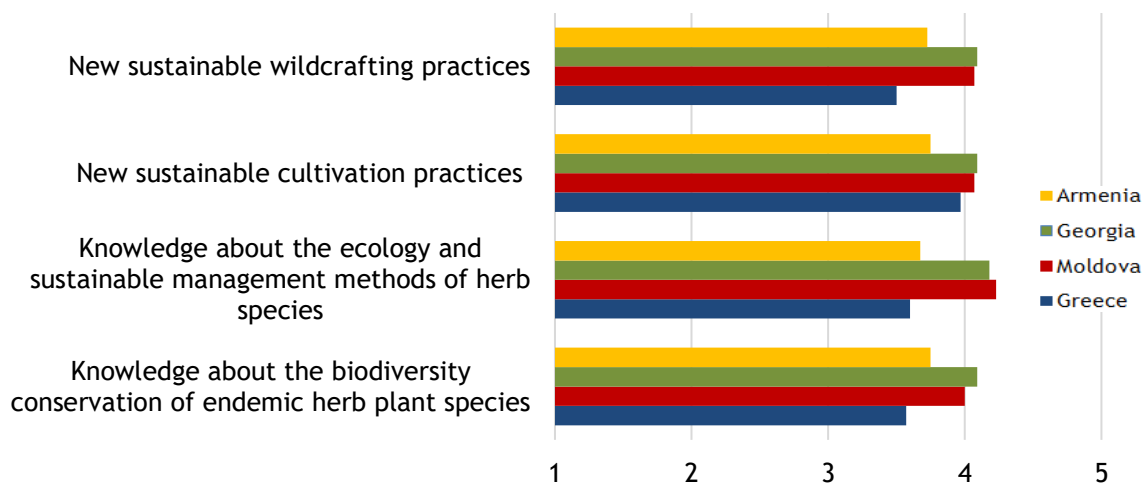 New sustainable wildcrafting practices
New sustainable cultivation practices
Knowledge about the ecology and
sustainable management methods of herb
species
Knowledge about the biodiversity
conservation of endemic herb plant species
Armenia
Georgia
Moldova
Greece
1 2 3 4 5